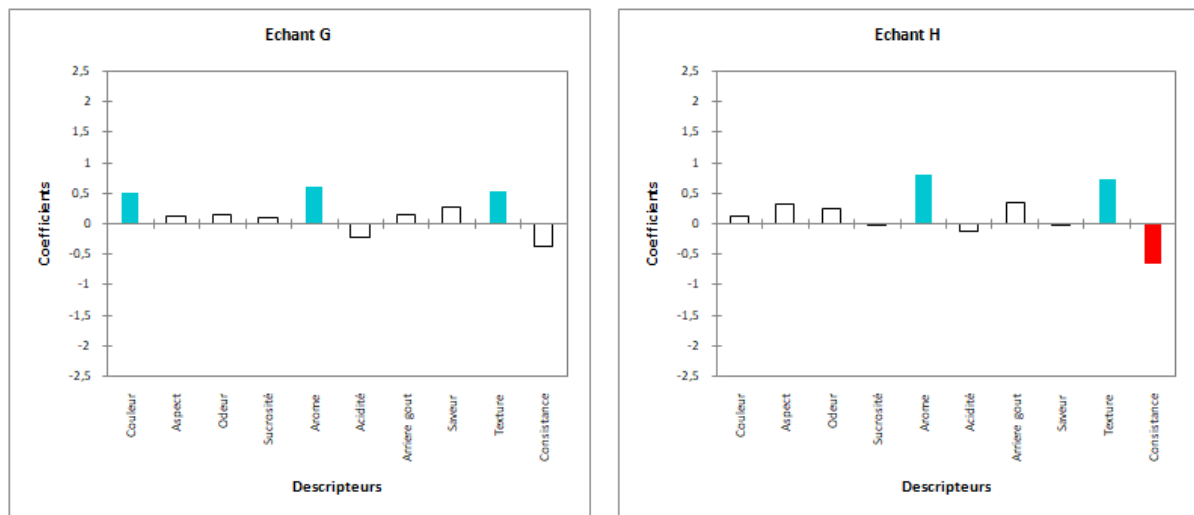 Echant G
Coefficients
2,5
2
1,5
1
0,5
0
-0,5
-1
-1,5
-2
-2,5
Couleur
Aspect
Odeur
Sucrosité
Arome
Acidité
Arriere gout
Saveur
Texture
Consistance
Descripteurs
Echant H
Coefficients
2,5
2
1,5
1
0,5
0
-0,5
-1
-1,5
-2
-2,5
Couleur
Aspect
Odeur
Sucrosité
Arome
Acidité
Arriere gout
Saveur
Texture
Consistance
Descripteurs